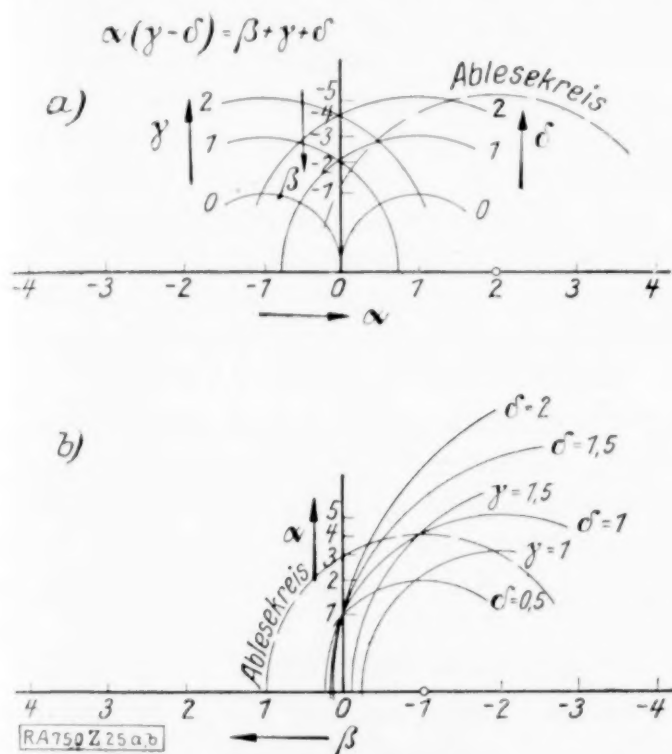 α(γ-δ)=β+γ+δ
a)
Ablesekreis
-5
-4
-3
-2
-1
γ
2
1
0
β
δ
2
1
0
-4 -3 -2 -1 0 1 2 3 4
α
b)
δ=2
δ=1,5
γ=1,5
δ=1
γ=1
δ=0,5
α
5
4
3
2
1
Ablesekreis
4 3 2 1 0 -1 -2 -3 -4
β
RA750Z25a,b